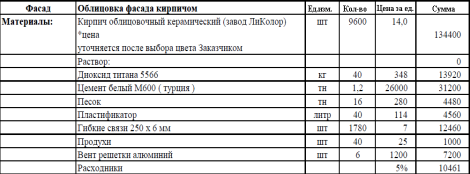 Фасад Облицовка фасада кирпичом Ед.изм. Кол-во Цена за ед. Сумма
Материалы: Кирпич облишовочный керамический (завод ЛиКолор) шт 9600 14,0 134400
*цена
уточняется после выбора цвета Заказчиком
Раствор: 0
Диоксид титана 5566 кг 40 348 13920
Цемент белый М600 ( турция ) тн 1,2 26000 31200
Песок тн 16 280 4480
Пластификатор литр 40 114 4560
Гибкие связи 250 х 6 мм шт 1780 7 12460
Продухи шт 40 25 1000
Вент решетки алюминий шт 6 1200 7200
Расходники 5% 10461